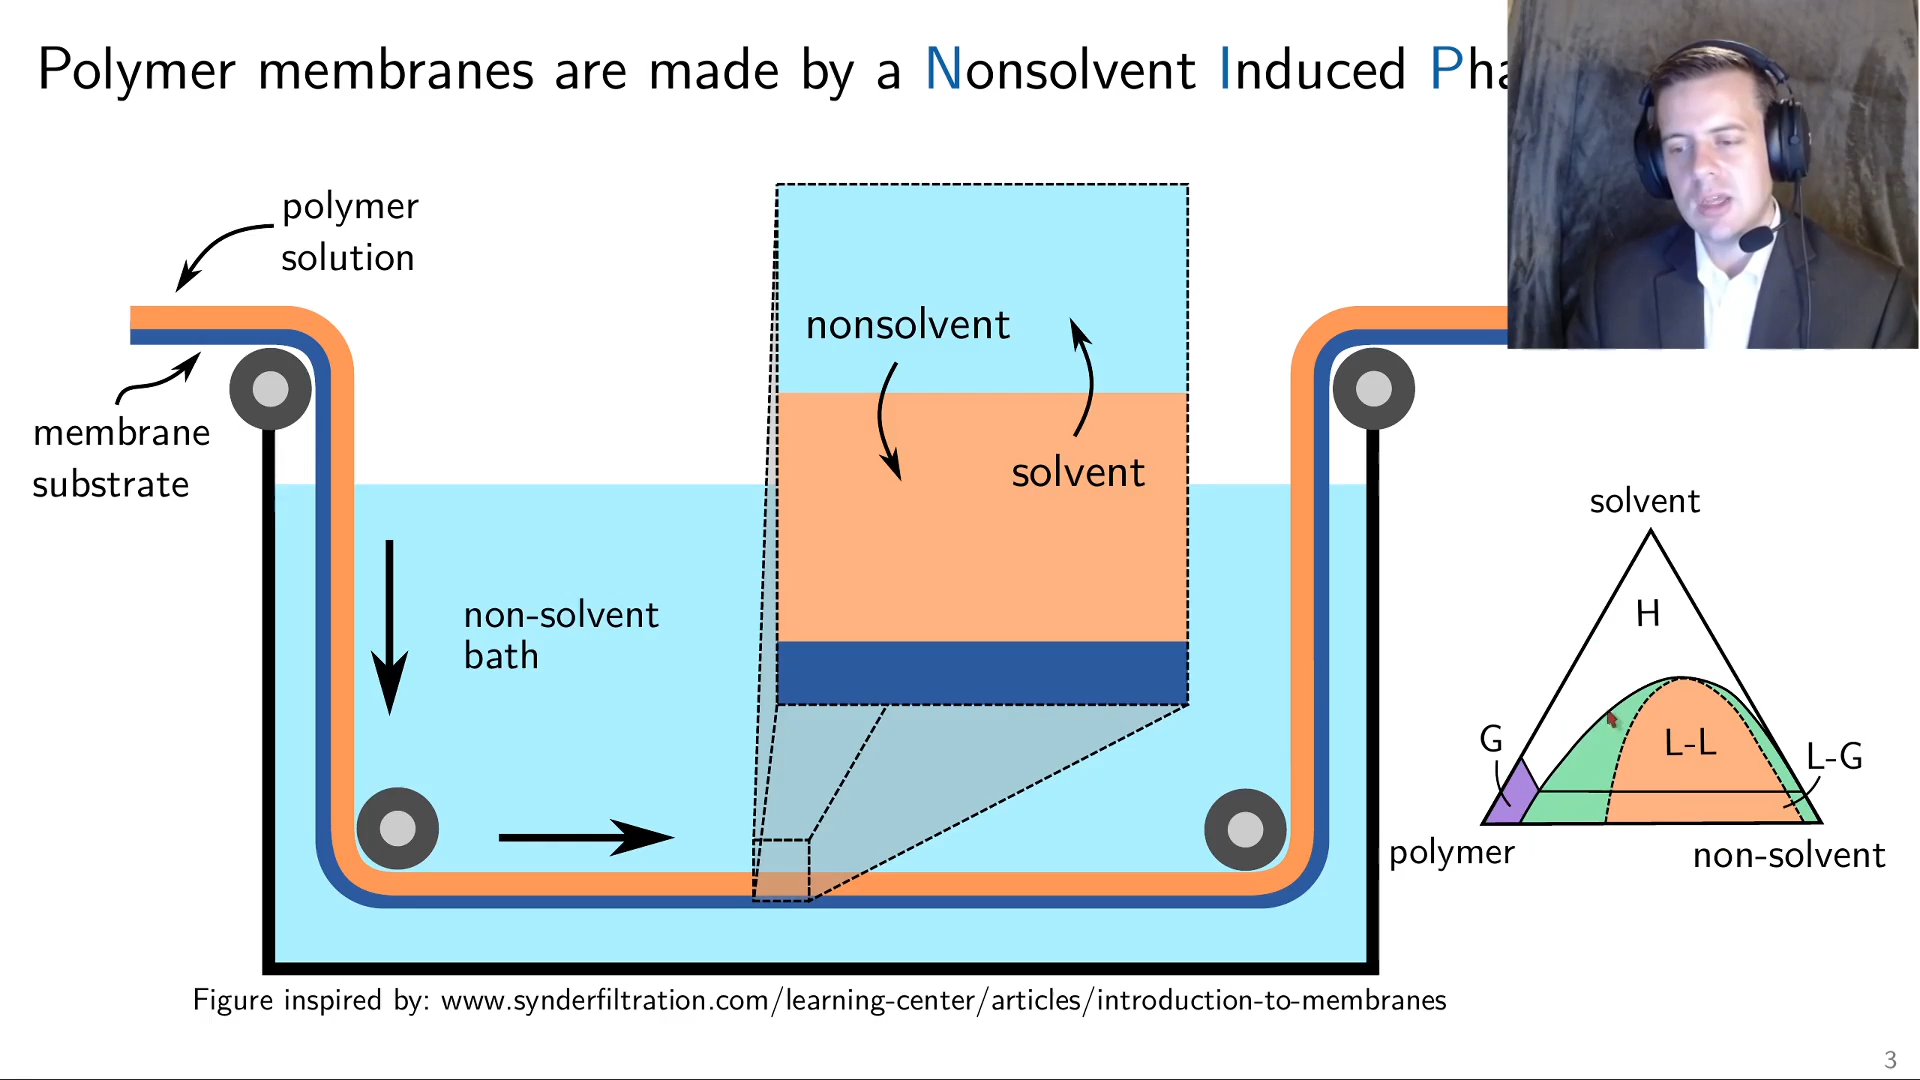 Polymer membranes are made by a Nonsolvent Induced Pha
polymer
solution
membrane
substrate
nonsolvent
solvent
non-solvent
bath
solvent
H
G
L-L
L-G
polymer
non-solvent
Figure inspired by: www.synderfiltration.com/learning-center/articles/introduction-to-membranes
3